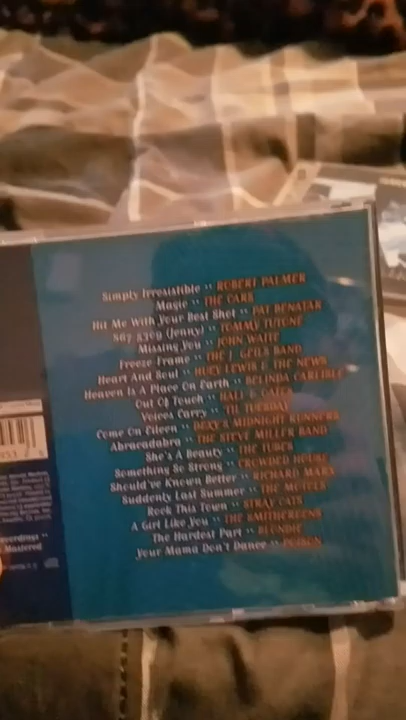 Simply Irresistible ·· ROBERT PALMER
Magic ·· THE CARS
Hit Me With Your Best Shot ·· PAT BENATAR
867 5309 (Jenny) ·· TOMMY TUTONE
Missing You ·· JOHN WAITE
Freeze Frame ·· THE J. GEILS BAND
Heart And Soul ·· HUEY LEWIS & THE NEWS
Heaven Is A Place On Earth ·· BELINDA CARLISLE
Out Of Touch ·· HALL & OATES
Voices Carry ·· 'TIL TUESDAY
Come On Eileen ·· DEXY'S MIDNIGHT RUNNERS
Abracadabra ·· THE STEVE MILLER BAND
She's A Beauty ·· THE TUBES
Something So Strong ·· CROWDED HOUSE
Should've Known Better ·· RICHARD MARX
Suddenly Last Summer ·· THE MOTELS
Rock This Town ·· STRAY CATS
A Girl Like You ·· THE SMITHEREENS
The Hardest Part ·· BLONDIE
Your Mama Don't Dance ·· POISON